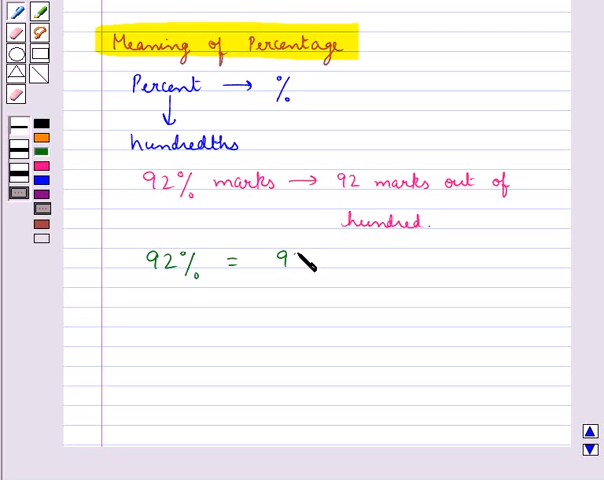 Meaning of Percentage
Percent → %
↓
hundredths
92% marks → 92 marks out of
hundred.
92% = 9